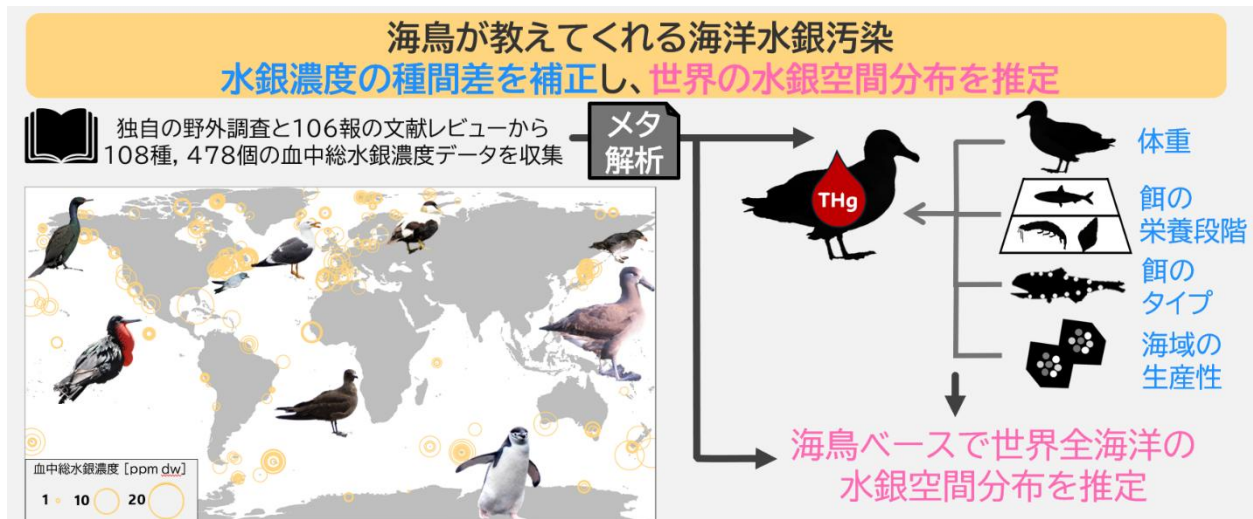 海鳥が教えてくれる海洋水銀汚染
水銀濃度の種間差を補正し、世界の水銀空間分布を推定
独自の野外調査と106報の文献レビューから
108種, 478個の血中総水銀濃度データを収集
メタ
解析
THg
体重
餌の
栄養段階
餌の
タイプ
海域の
生産性
血中総水銀濃度 [ppm dw]
1 10 20
海鳥ベースで世界全海洋の
水銀空間分布を推定